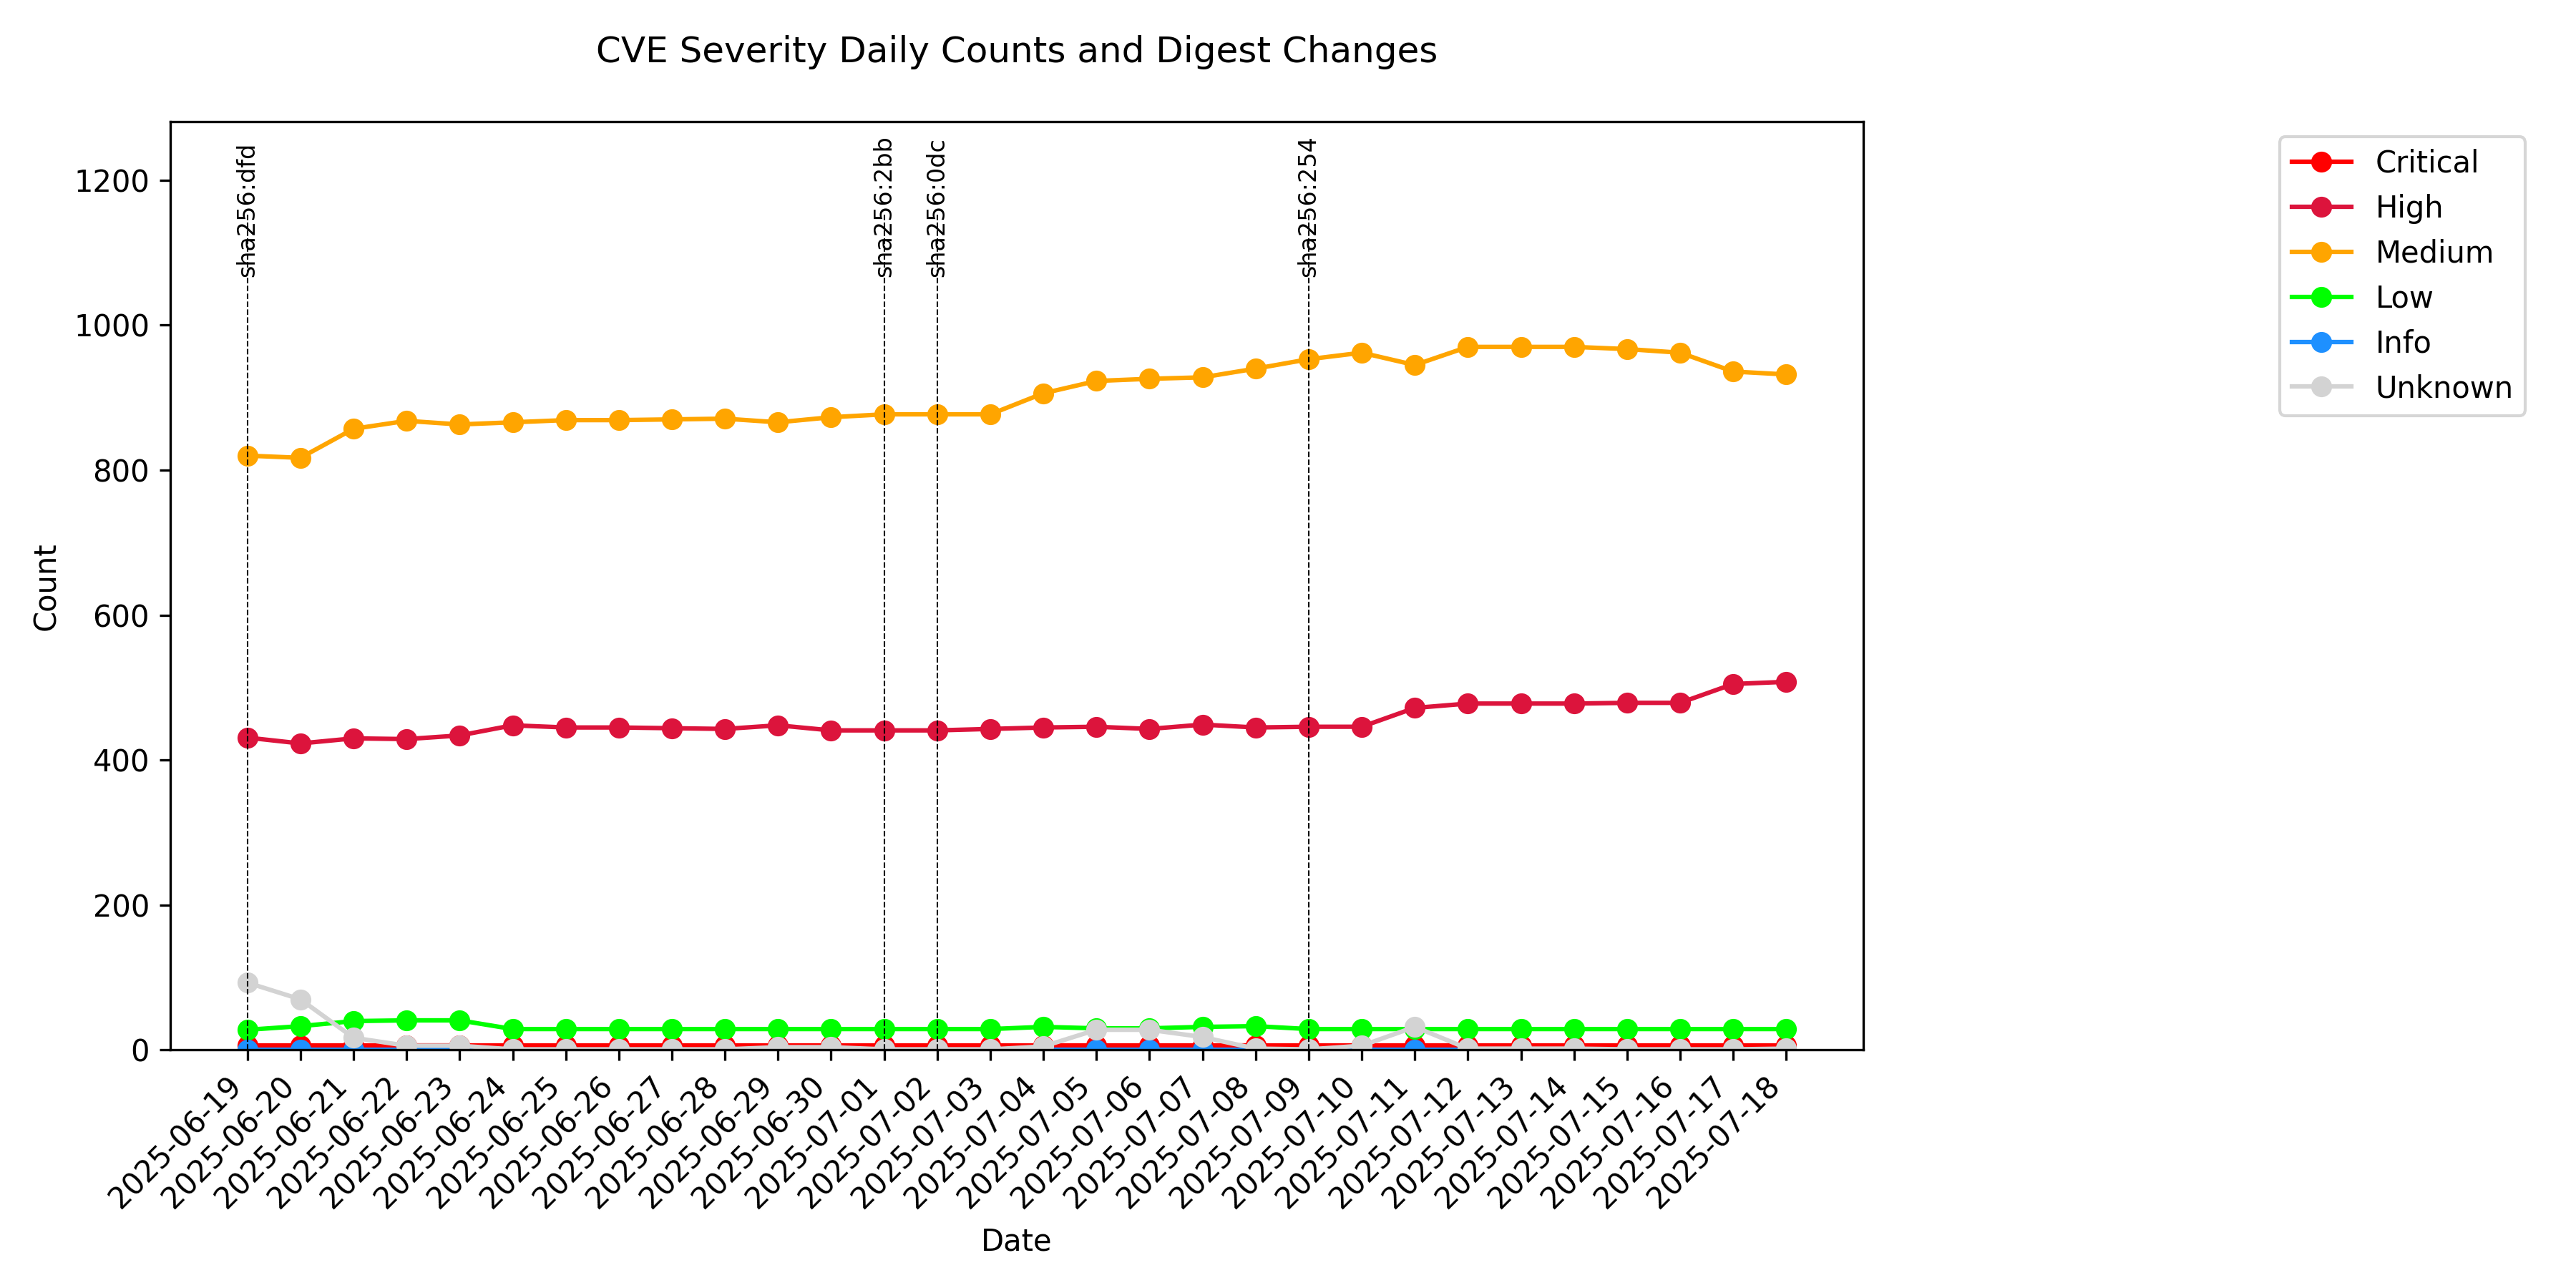 CVE Severity Daily Counts and Digest Changes
sha256:dfd
sha256:2bb
sha256:0dc
sha256:254
Critical
High
Medium
Low
Info
Unknown
Count
1200
1000
800
600
400
200
0
2025-06-19
2025-06-20
2025-06-21
2025-06-22
2025-06-23
2025-06-24
2025-06-25
2025-06-26
2025-06-27
2025-06-28
2025-06-29
2025-06-30
2025-07-01
2025-07-02
2025-07-03
2025-07-04
2025-07-05
2025-07-06
2025-07-07
2025-07-08
2025-07-09
2025-07-10
2025-07-11
2025-07-12
2025-07-13
2025-07-14
2025-07-15
2025-07-16
2025-07-17
2025-07-18
Date